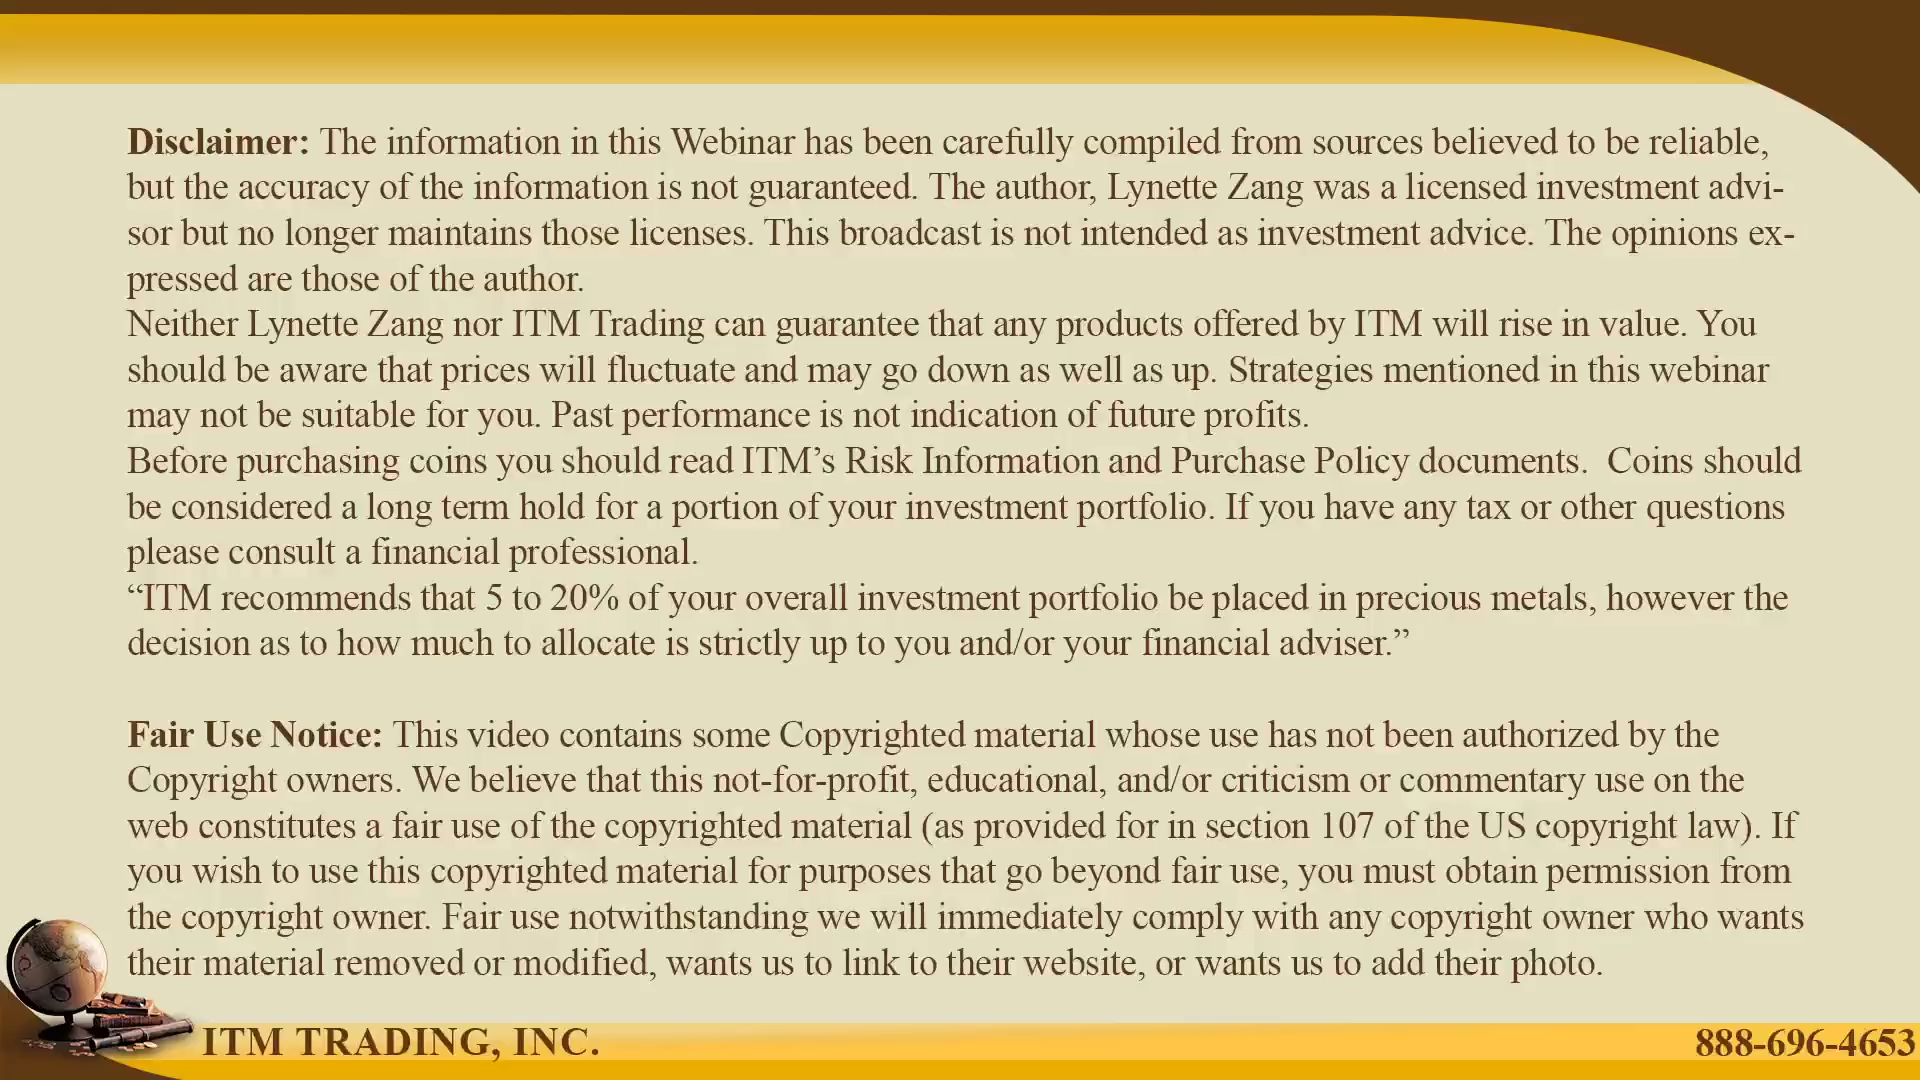 Disclaimer: The information in this Webinar has been carefully compiled from sources believed to be reliable,
but the accuracy of the information is not guaranteed. The author, Lynette Zang was a licensed investment advi-
sor but no longer maintains those licenses. This broadcast is not intended as investment advice. The opinions ex-
pressed are those of the author.
Neither Lynette Zang nor ITM Trading can guarantee that any products offered by ITM will rise in value. You
should be aware that prices will fluctuate and may go down as well as up. Strategies mentioned in this webinar
may not be suitable for you. Past performance is not indication of future profits.
Before purchasing coins you should read ITM’s Risk Information and Purchase Policy documents.  Coins should
be considered a long term hold for a portion of your investment portfolio. If you have any tax or other questions
please consult a financial professional.
“ITM recommends that 5 to 20% of your overall investment portfolio be placed in precious metals, however the
decision as to how much to allocate is strictly up to you and/or your financial adviser.”
Fair Use Notice: This video contains some Copyrighted material whose use has not been authorized by the
Copyright owners. We believe that this not-for-profit, educational, and/or criticism or commentary use on the
web constitutes a fair use of the copyrighted material (as provided for in section 107 of the US copyright law). If
you wish to use this copyrighted material for purposes that go beyond fair use, you must obtain permission from
the copyright owner. Fair use notwithstanding we will immediately comply with any copyright owner who wants
their material removed or modified, wants us to link to their website, or wants us to add their photo.
ITM TRADING, INC.
888-696-4653